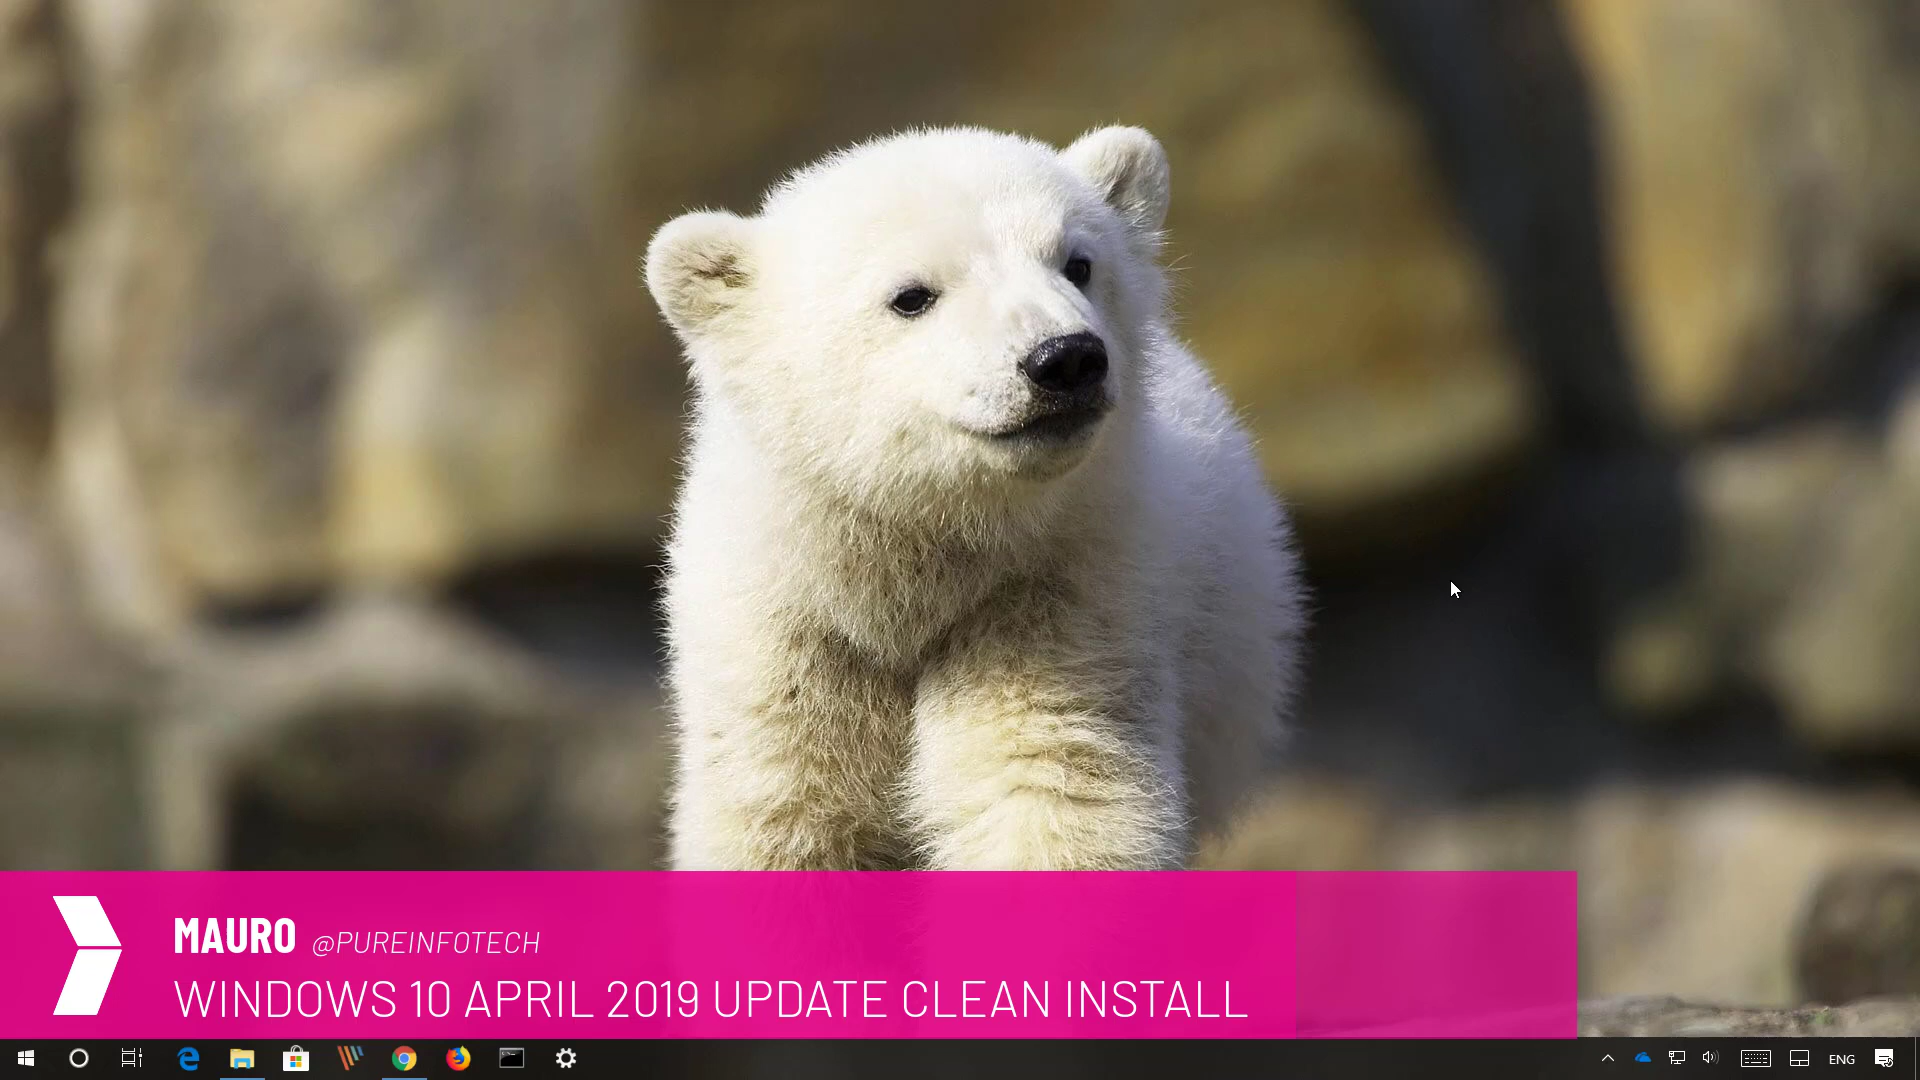 MAURO @PUREINFOTECH
WINDOWS 10 APRIL 2019 UPDATE CLEAN INSTALL
ENG